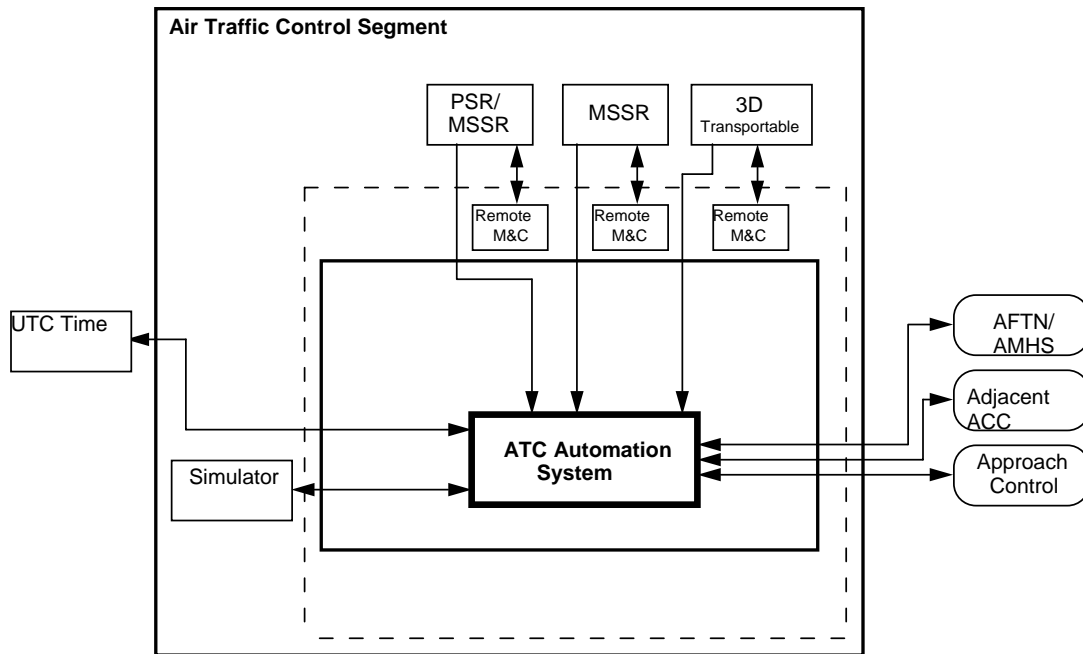 Air Traffic Control Segment
PSR/
MSSR
MSSR
3D
Transportable
Remote
M&C
Remote
M&C
Remote
M&C
UTC Time
AFTN/
AMHS
Adjacent
ACC
ATC Automation
System
Simulator
Approach
Control